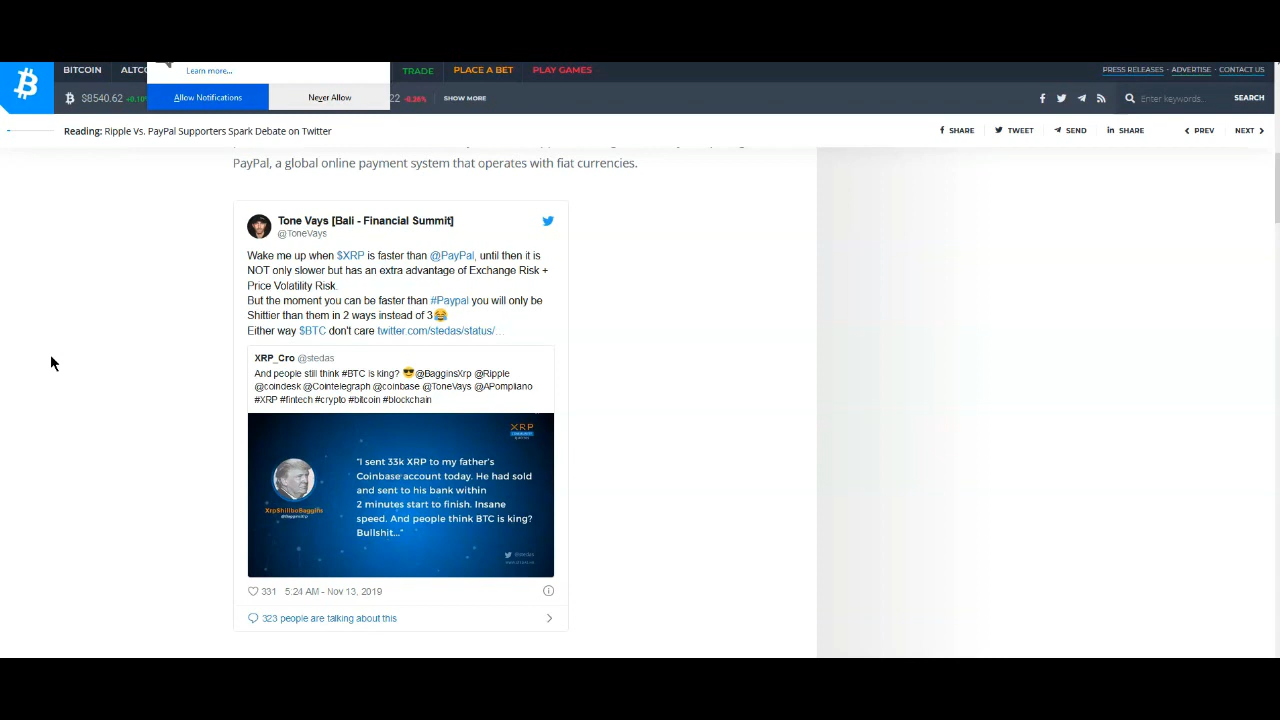 BITCOIN ALTCO TRADE PLACE A BET PLAY GAMES PRESS RELEASES - ADVERTISE - CONTACT US
Learn more...
Allow Notifications Never Allow
$8540.62 22 SHOW MORE Enter keywords... SEARCH
Reading: Ripple Vs. PayPal Supporters Spark Debate on Twitter SHARE TWEET SEND SHARE PREV NEXT
PayPal, a global online payment system that operates with fiat currencies.
Tone Vays [Bali - Financial Summit]
@ToneVays
Wake me up when $XRP is faster than @PayPal, until then it is
NOT only slower but has an extra advantage of Exchange Risk +
Price Volatility Risk.
But the moment you can be faster than #Paypal you will only be
Shittier than them in 2 ways instead of 3😂
Either way $BTC don't care twitter.com/stedas/status/…
XRP_Cro @stedas
And people still think #BTC is king? 😎@BagginsXrp @Ripple
@coindesk @Cointelegraph @coinbase @ToneVays @APompliano
#XRP #fintech #crypto #bitcoin #blockchain
XRP
"I sent 33k XRP to my father's
Coinbase account today. He had sold
and sent to his bank within
2 minutes start to finish. Insane
speed. And people think BTC is king?
Bullshit..."
XrpShillboBaggins
@stedas
331 5:24 AM - Nov 13, 2019
323 people are talking about this